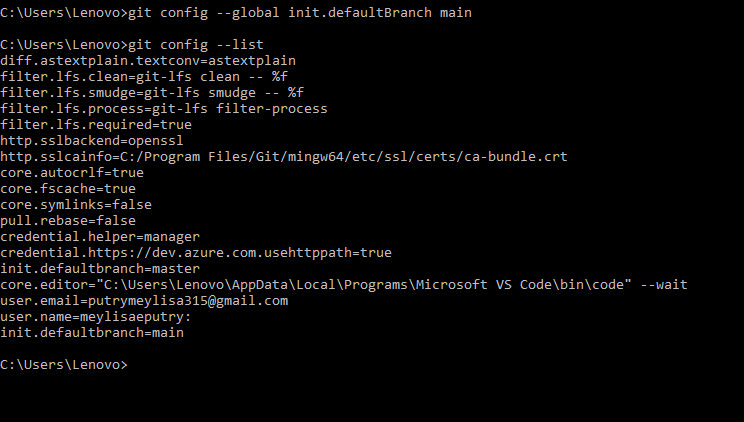 C:\Users\Lenovo>git config --global init.defaultBranch main
C:\Users\Lenovo>git config --list
diff.astextplain.textconv=astextplain
filter.lfs.clean=git-lfs clean -- %f
filter.lfs.smudge=git-lfs smudge -- %f
filter.lfs.process=git-lfs filter-process
filter.lfs.required=true
http.sslbackend=openssl
http.sslcainfo=C:/Program Files/Git/mingw64/etc/ssl/certs/ca-bundle.crt
core.autocrlf=true
core.fscache=true
core.symlinks=false
pull.rebase=false
credential.helper=manager
credential.https://dev.azure.com.usehttppath=true
init.defaultbranch=master
core.editor="C:\Users\Lenovo\AppData\Local\Programs\Microsoft VS Code\bin\code" --wait
user.email=putrymeylisa315@gmail.com
user.name=meylisaeputry:
init.defaultbranch=main
C:\Users\Lenovo>